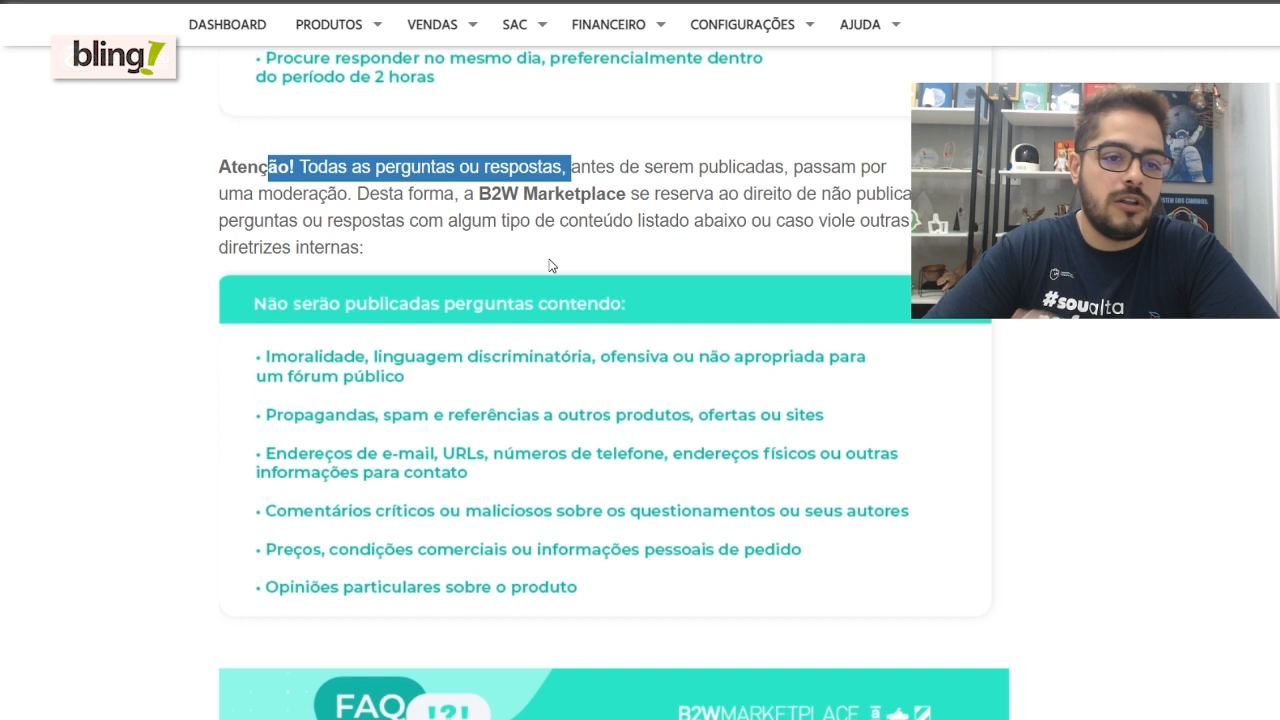 DASHBOARD PRODUTOS VENDAS SAC FINANCEIRO CONFIGURAÇÕES AJUDA
bling!
• Procure responder no mesmo dia, preferencialmente dentro
do período de 2 horas
Atenção! Todas as perguntas ou respostas, antes de serem publicadas, passam por
uma moderação. Desta forma, a B2W Marketplace se reserva ao direito de não publica
perguntas ou respostas com algum tipo de conteúdo listado abaixo ou caso viole outras
diretrizes internas:
#soualta
Não serão publicadas perguntas contendo:
• Imoralidade, linguagem discriminatória, ofensiva ou não apropriada para
um fórum público
• Propagandas, spam e referências a outros produtos, ofertas ou sites
• Endereços de e-mail, URLs, números de telefone, endereços físicos ou outras
informações para contato
• Comentários críticos ou maliciosos sobre os questionamentos ou seus autores
• Preços, condições comerciais ou informações pessoais de pedido
• Opiniões particulares sobre o produto
FAQ
!?!
B2WMARKETPLACE